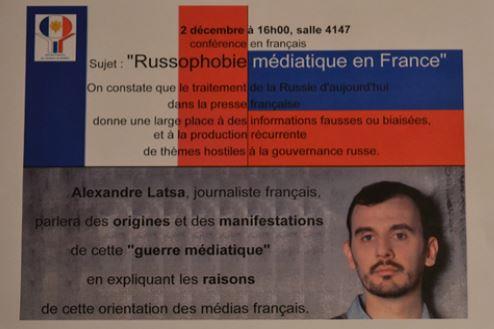 2 décembre à 16h00, salle 4147
conférence en français
Sujet : "Russophobie médiatique en France"
On constate que le traitement de la Russie d'aujourd'hui
dans la presse française
donne une large place à des informations fausses ou biaisées,
et à la production récurrente
de thèmes hostiles à la gouvernance russe.
Alexandre Latsa, journaliste français,
parlera des origines et des manifestations
de cette "guerre médiatique"
en expliquant les raisons
de cette orientation des médias français.